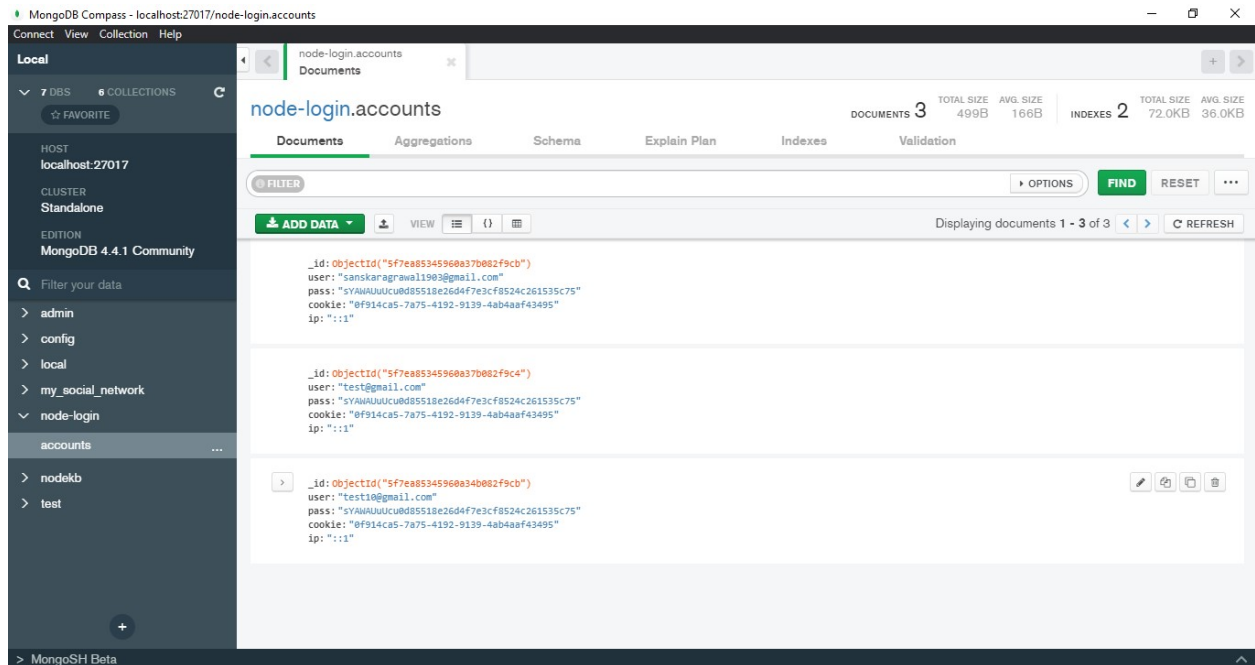 MongoDB Compass - localhost:27017/node-login.accounts
Connect View Collection Help
Local
7 DBS 6 COLLECTIONS
FAVORITE
HOST
localhost:27017
CLUSTER
Standalone
EDITION
MongoDB 4.4.1 Community
Filter your data
admin
config
local
my_social_network
node-login
accounts
nodekb
test
MongoSH Beta
node-login.accounts
Documents
node-login.accounts
DOCUMENTS 3 TOTAL SIZE 499B AVG. SIZE 166B INDEXES 2 TOTAL SIZE 72.0KB AVG. SIZE 36.0KB
Documents Aggregations Schema Explain Plan Indexes Validation
FILTER OPTIONS FIND RESET
ADD DATA VIEW {} Displaying documents 1 - 3 of 3 REFRESH
_id: ObjectId("5f7ea85345960a37b082f9cb")
user: "sanskaragrawal1903@gmail.com"
pass: "sYAWAUuUcu0d85518e26d4f7e3cf8524c261535c75"
cookie: "0f914ca5-7a75-4192-9139-4ab4aaf43495"
ip: "::1"
_id: ObjectId("5f7ea85345960a37b082f9c4")
user: "test@gmail.com"
pass: "sYAWAUuUcu0d85518e26d4f7e3cf8524c261535c75"
cookie: "0f914ca5-7a75-4192-9139-4ab4aaf43495"
ip: "::1"
_id: ObjectId("5f7ea85345960a34b082f9cb")
user: "test10@gmail.com"
pass: "sYAWAUuUcu0d85518e26d4f7e3cf8524c261535c75"
cookie: "0f914ca5-7a75-4192-9139-4ab4aaf43495"
ip: "::1"